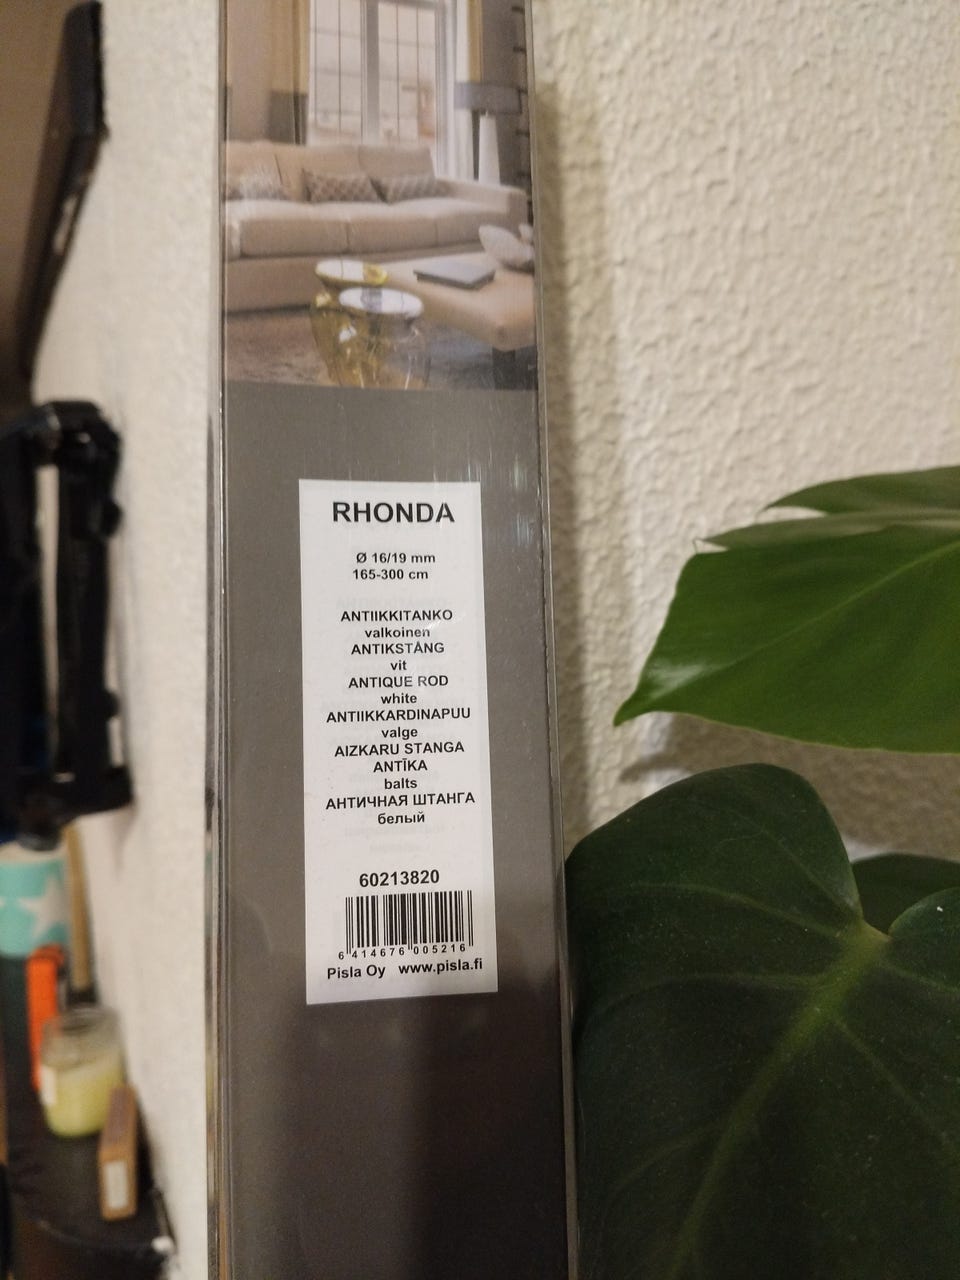 RHONDA
Ø 16/19 mm
165-300 cm
ANTIIKKITANKO
valkoinen
ANTIKSTÅNG
vit
ANTIQUE ROD
white
ANTIIKKARDINAPUU
valge
AIZKARU STANGA
ANTĪKA
balts
АНТИЧНАЯ ШТАНГА
белый
60213820
6 414676 005216
Pisla Oy www.pisla.fi